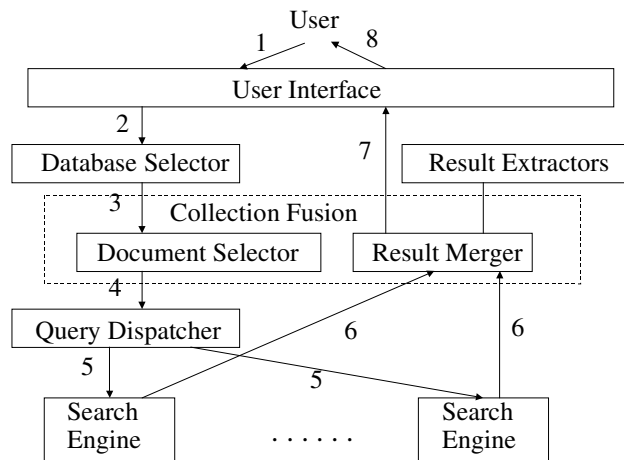 User
1
8
User Interface
2
7
Database Selector
Result Extractors
3
Collection Fusion
Document Selector
Result Merger
4
Query Dispatcher
6
6
5
5
Search
Engine
. . . . . .
Search
Engine